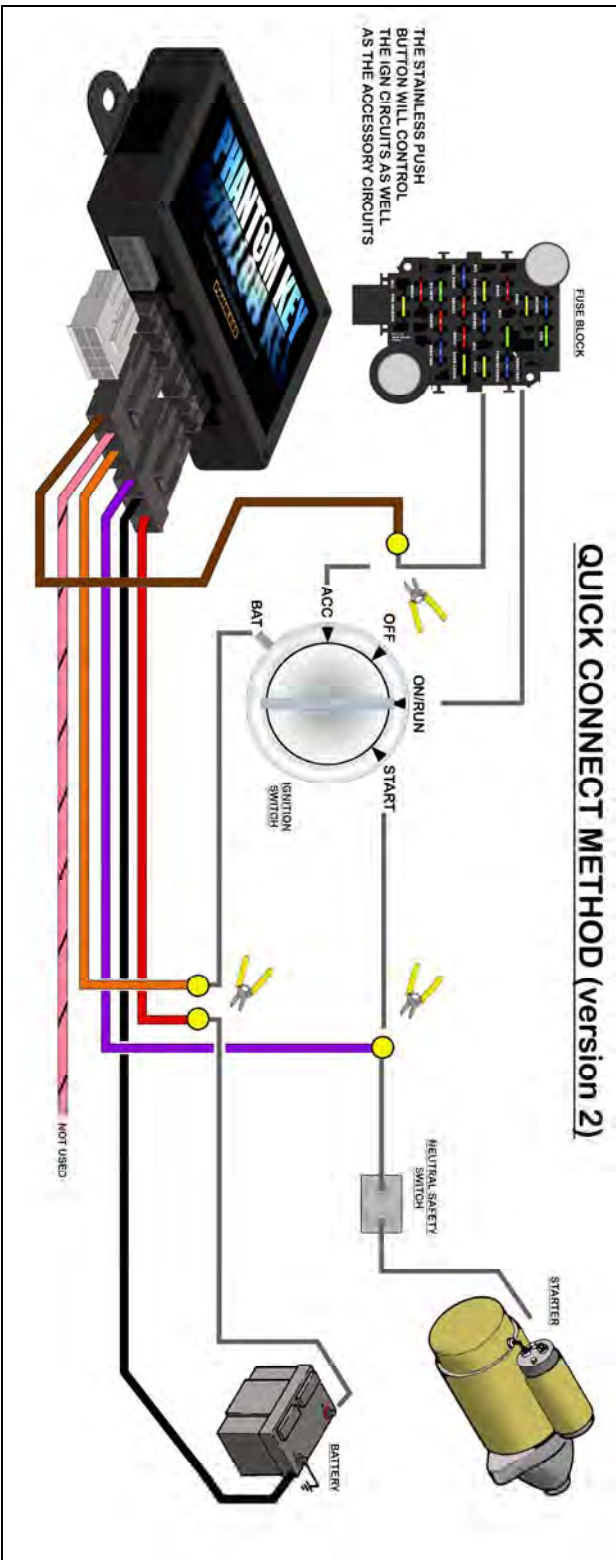 QUICK CONNECT METHOD (version 2)
THE STAINLESS PUSH
BUTTON WILL CONTROL
THE IGN CIRCUITS AS WELL
AS THE ACCESSORY CIRCUITS
FUSE BLOCK
PHANTOM KEY
ACC
OFF
ON/RUN
START
BAT
IGNITION
SWITCH
NEUTRAL SAFETY
SWITCH
STARTER
BATTERY
NOT USED